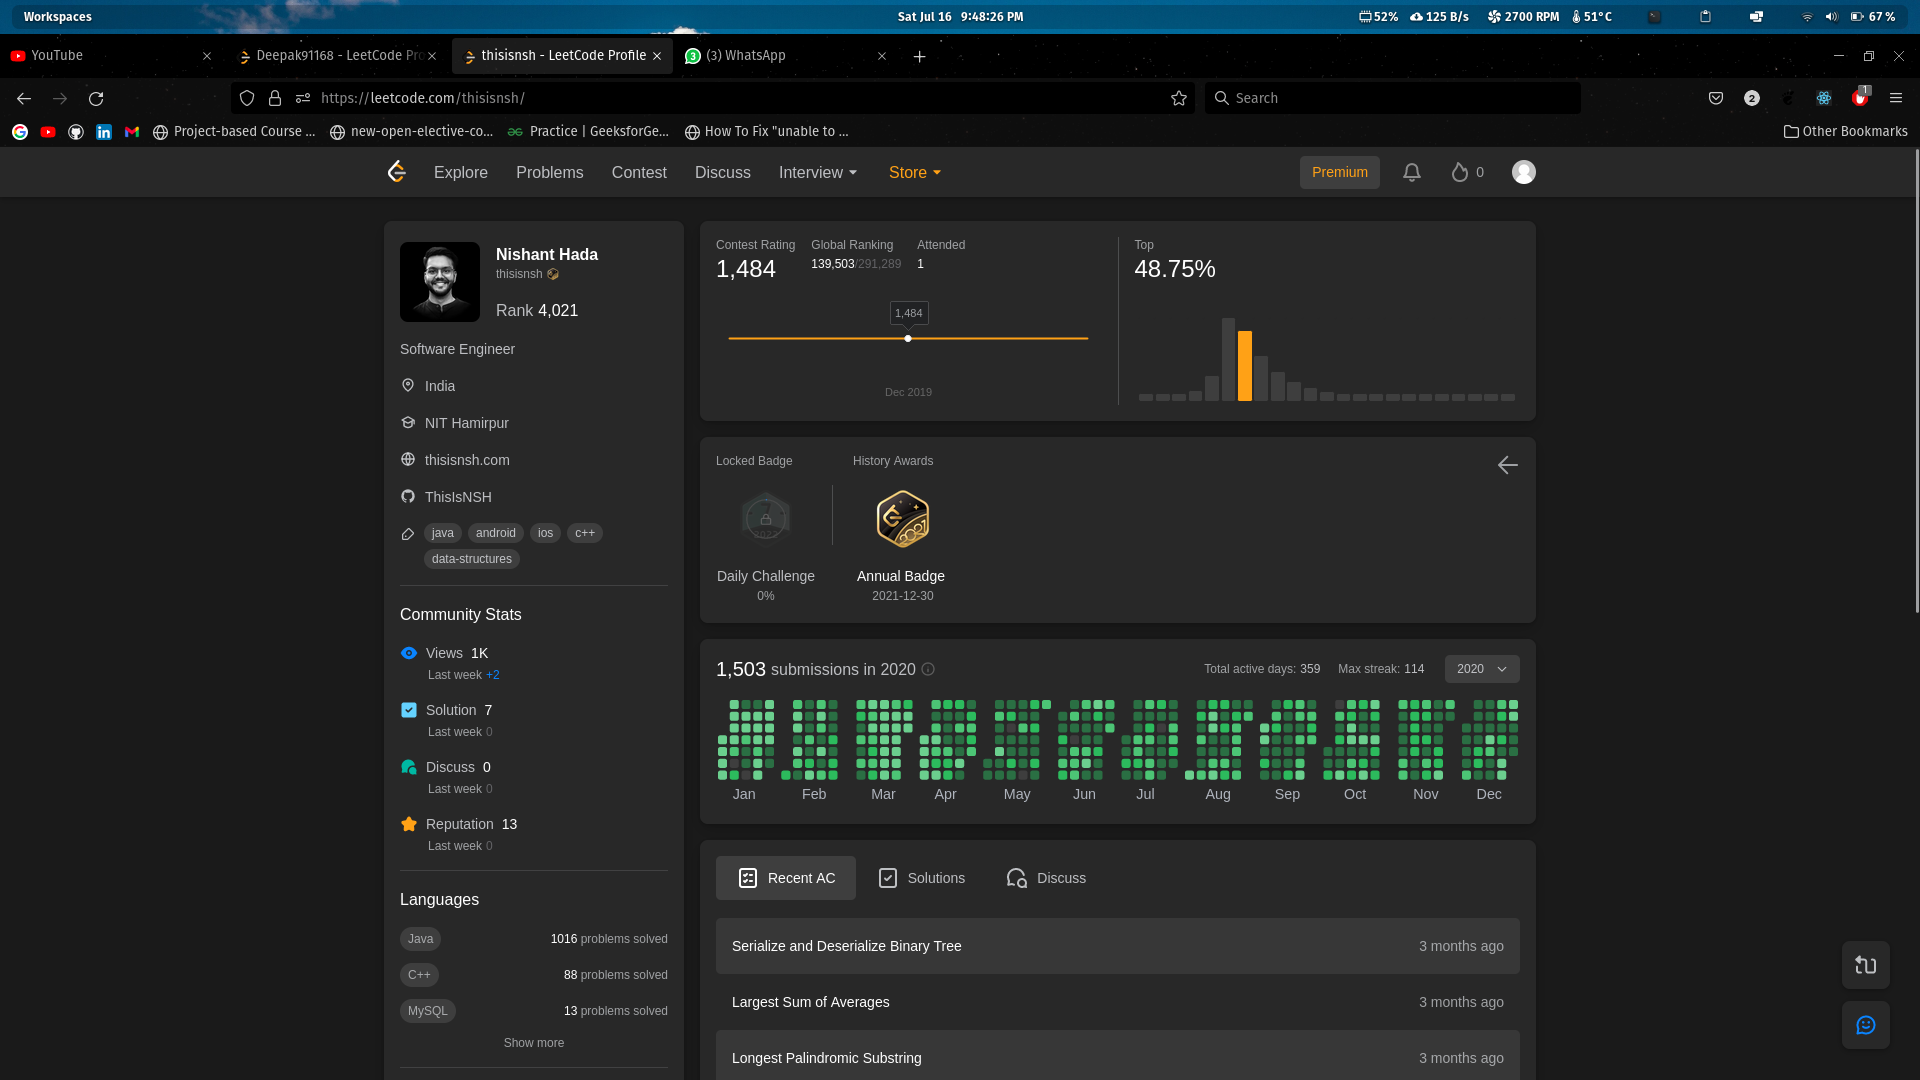 Workspaces
Sat Jul 16 9:48:26 PM
52% 125 B/s 2700 RPM 51°C 67 %
YouTube
Deepak91168 - LeetCode Pro
thisisnsh - LeetCode Profile
(3) WhatsApp
https://leetcode.com/thisisnsh/
Search
2
1
Project-based Course ...
new-open-elective-co...
Practice | GeeksforGe...
How To Fix "unable to ...
Other Bookmarks
Explore
Problems
Contest
Discuss
Interview
Store
Premium
0
Nishant Hada
thisisnsh
Rank 4,021
Software Engineer
India
NIT Hamirpur
thisisnsh.com
ThisIsNSH
java android ios c++
data-structures
Community Stats
Views 1K
Last week +2
Solution 7
Last week 0
Discuss 0
Last week 0
Reputation 13
Last week 0
Languages
Java 1016 problems solved
C++ 88 problems solved
MySQL 13 problems solved
Show more
Contest Rating Global Ranking Attended
1,484 139,503/291,289 1
1,484
Dec 2019
Top
48.75%
Locked Badge
7
2022
Daily Challenge
0%
History Awards
Annual Badge
2021-12-30
1,503 submissions in 2020
Total active days: 359 Max streak: 114 2020
Jan Feb Mar Apr May Jun Jul Aug Sep Oct Nov Dec
Recent AC
Solutions
Discuss
Serialize and Deserialize Binary Tree 3 months ago
Largest Sum of Averages 3 months ago
Longest Palindromic Substring 3 months ago